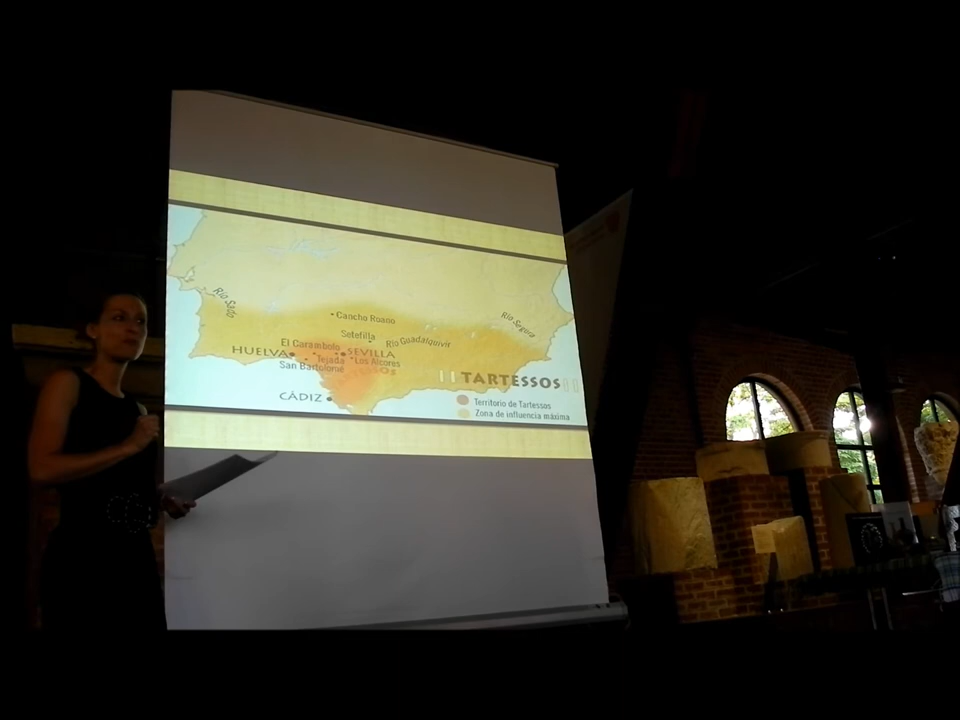 Río Sado
Cancho Roano
Río Segura
Setefilla
Río Guadalquivir
El Carambolo
HUELVA
SEVILLA
Tejada
Los Alcores
San Bartolomé
CÁDIZ
TARTESSOS
Territorio de Tartessos
Zona de influencia máxima